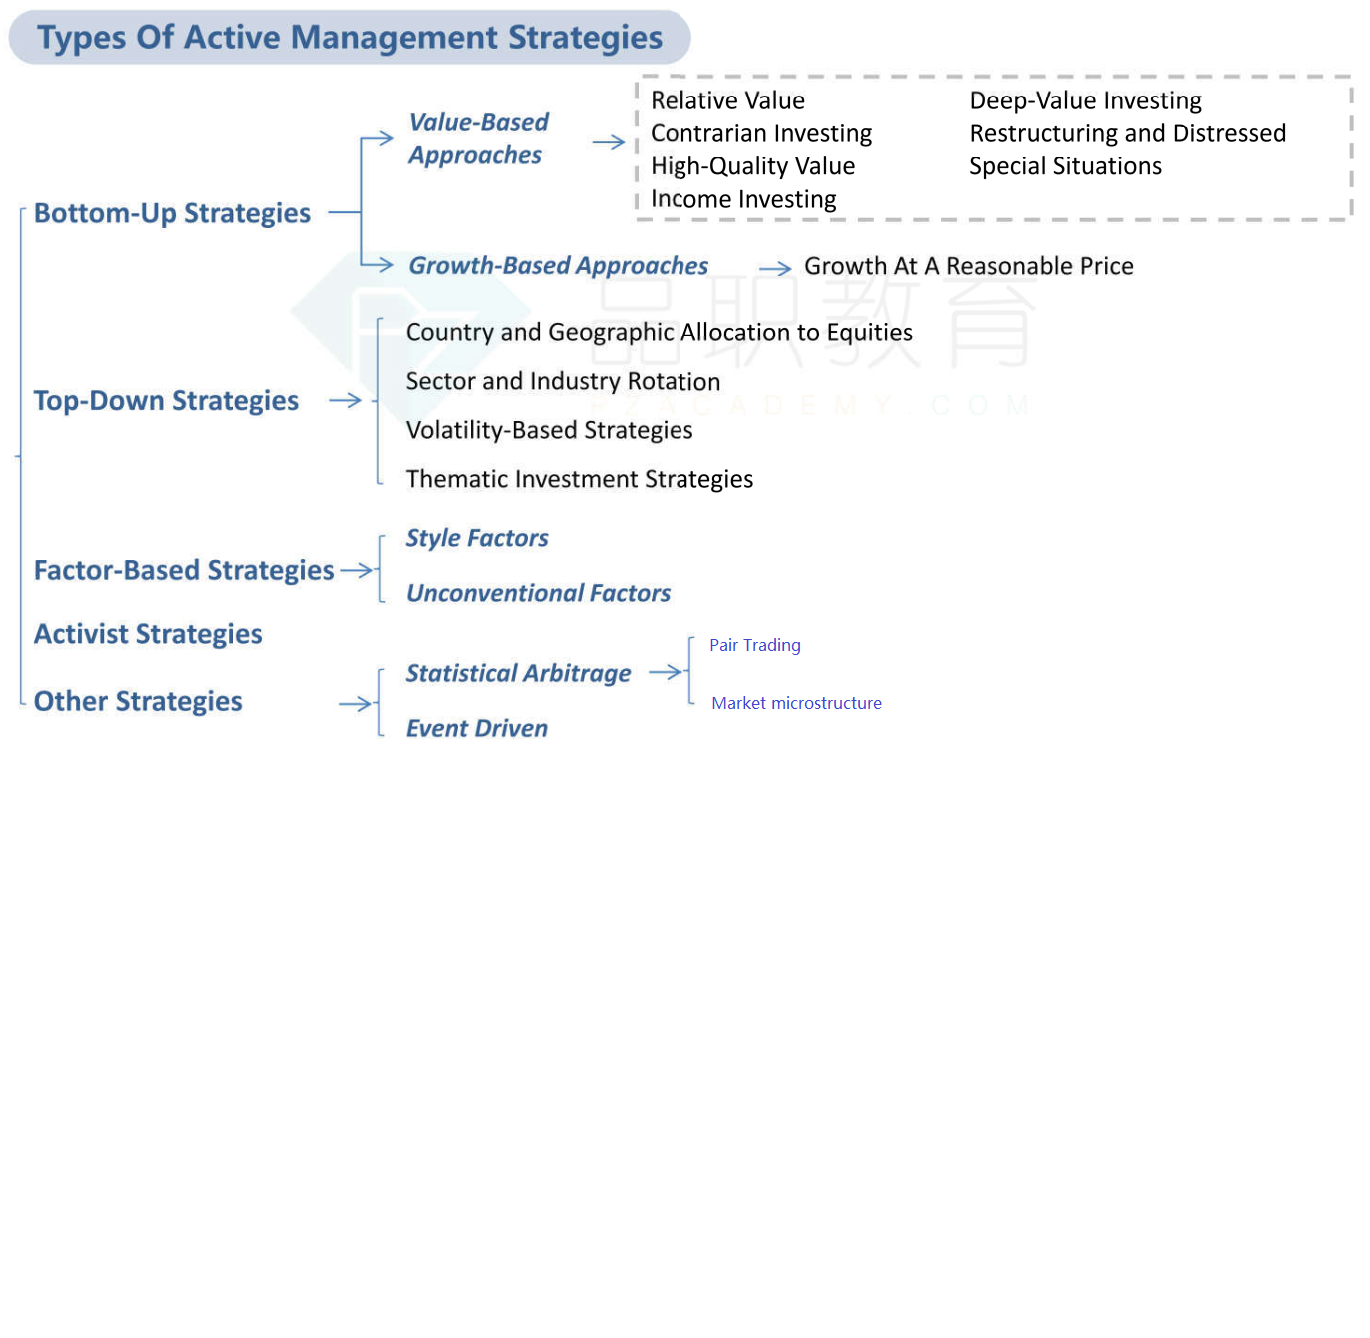 Types Of Active Management Strategies
Value-Based
Approaches
Relative Value
Contrarian Investing
High-Quality Value
Income Investing
Deep-Value Investing
Restructuring and Distressed
Special Situations
Bottom-Up Strategies
Growth-Based Approaches
Growth At A Reasonable Price
品职教育
PZACADEMY.COM
Country and Geographic Allocation to Equities
Sector and Industry Rotation
Top-Down Strategies
Volatility-Based Strategies
Thematic Investment Strategies
Style Factors
Factor-Based Strategies
Unconventional Factors
Activist Strategies
Statistical Arbitrage
Pair Trading
Market microstructure
Other Strategies
Event Driven